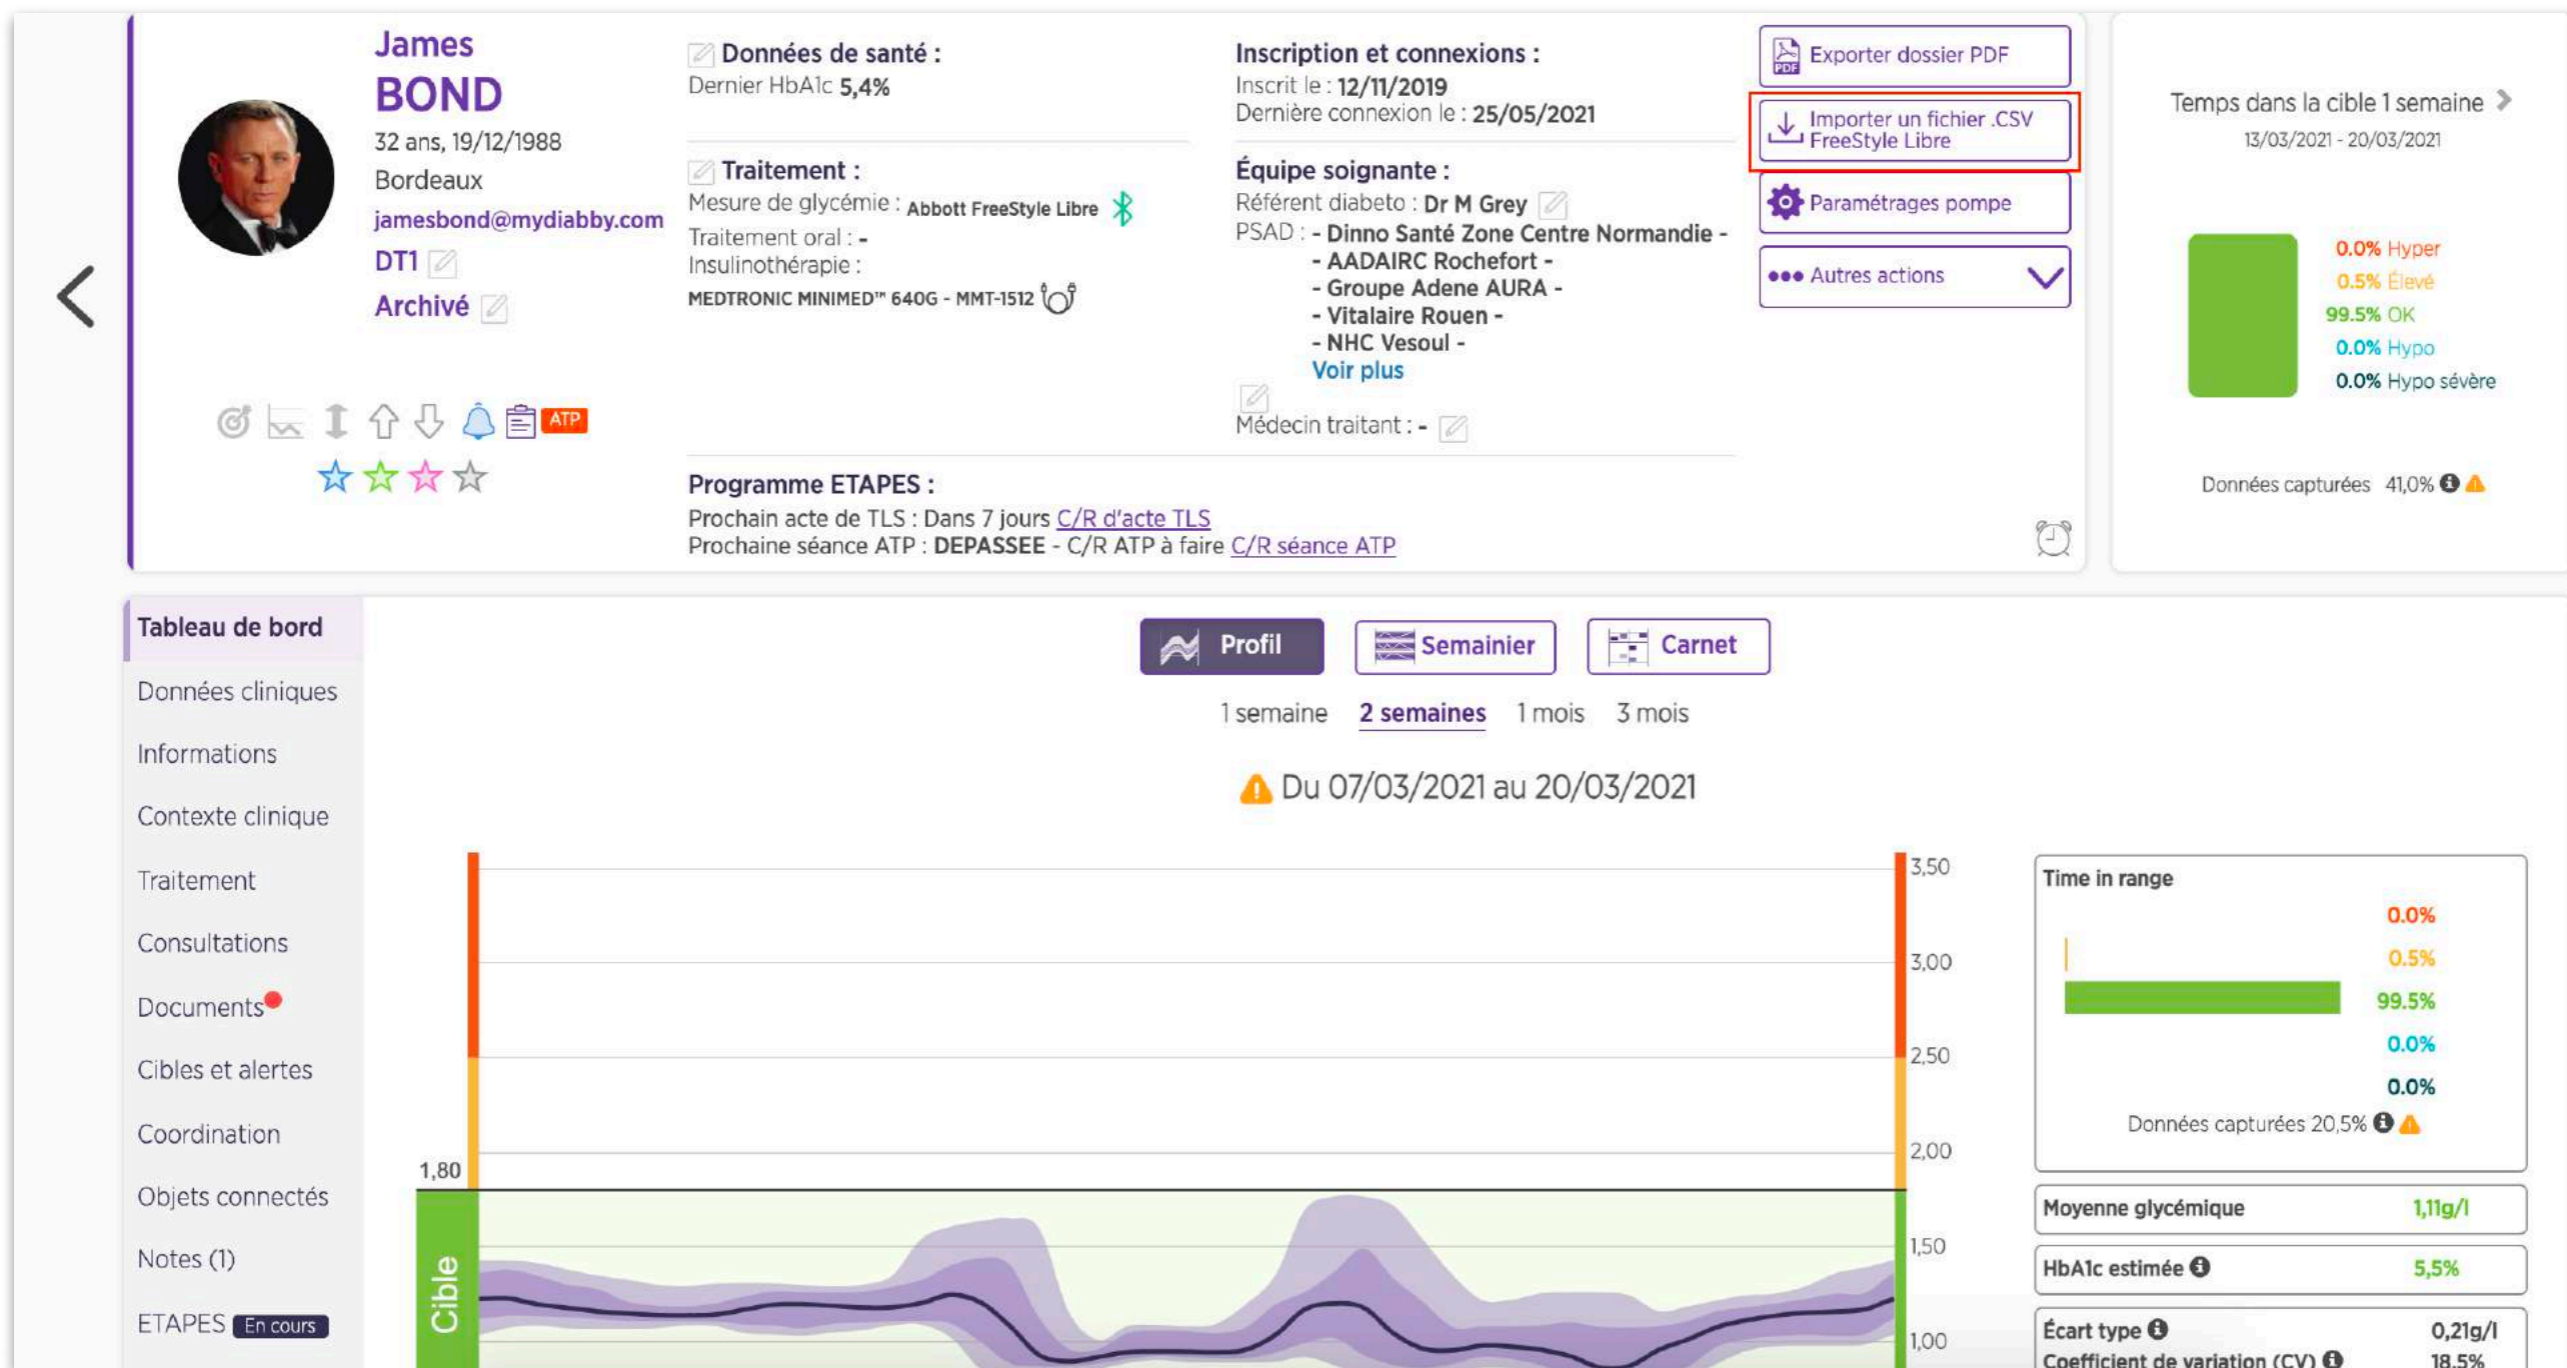 James
BOND
32 ans, 19/12/1988
Bordeaux
jamesbond@mydiabby.com
DT1
Archivé
ATP
Données de santé :
Dernier HbA1c 5,4%
Traitement :
Mesure de glycémie : Abbott FreeStyle Libre
Traitement oral : -
Insulinothérapie :
MEDTRONIC MINIMED™ 640G - MMT-1512
Inscription et connexions :
Inscrit le : 12/11/2019
Dernière connexion le : 25/05/2021
Équipe soignante :
Référent diabeto : Dr M Grey
PSAD : - Dinno Santé Zone Centre Normandie -
- AADAIRC Rochefort -
- Groupe Adene AURA -
- Vitalaire Rouen -
- NHC Vesoul -
Voir plus
Médecin traitant : -
Programme ETAPES :
Prochain acte de TLS : Dans 7 jours C/R d'acte TLS
Prochaine séance ATP : DEPASSEE - C/R ATP à faire C/R séance ATP
PDF
Exporter dossier PDF
Importer un fichier .CSV
FreeStyle Libre
Paramétrages pompe
Autres actions
Temps dans la cible 1 semaine
13/03/2021 - 20/03/2021
0.0% Hyper
0.5% Élevé
99.5% OK
0.0% Hypo
0.0% Hypo sévère
Données capturées 41,0%
Tableau de bord
Données cliniques
Informations
Contexte clinique
Traitement
Consultations
Documents
Cibles et alertes
Coordination
Objets connectés
Notes (1)
ETAPES En cours
Profil
Semainier
Carnet
1 semaine 2 semaines 1 mois 3 mois
Du 07/03/2021 au 20/03/2021
3,50
3,00
2,50
2,00
1,80
1,50
1,00
Cible
Time in range
0.0%
0.5%
99.5%
0.0%
0.0%
Données capturées 20,5%
Moyenne glycémique 1,11g/l
HbA1c estimée 5,5%
Écart type 0,21g/l
Coefficient de variation (CV) 18.5%